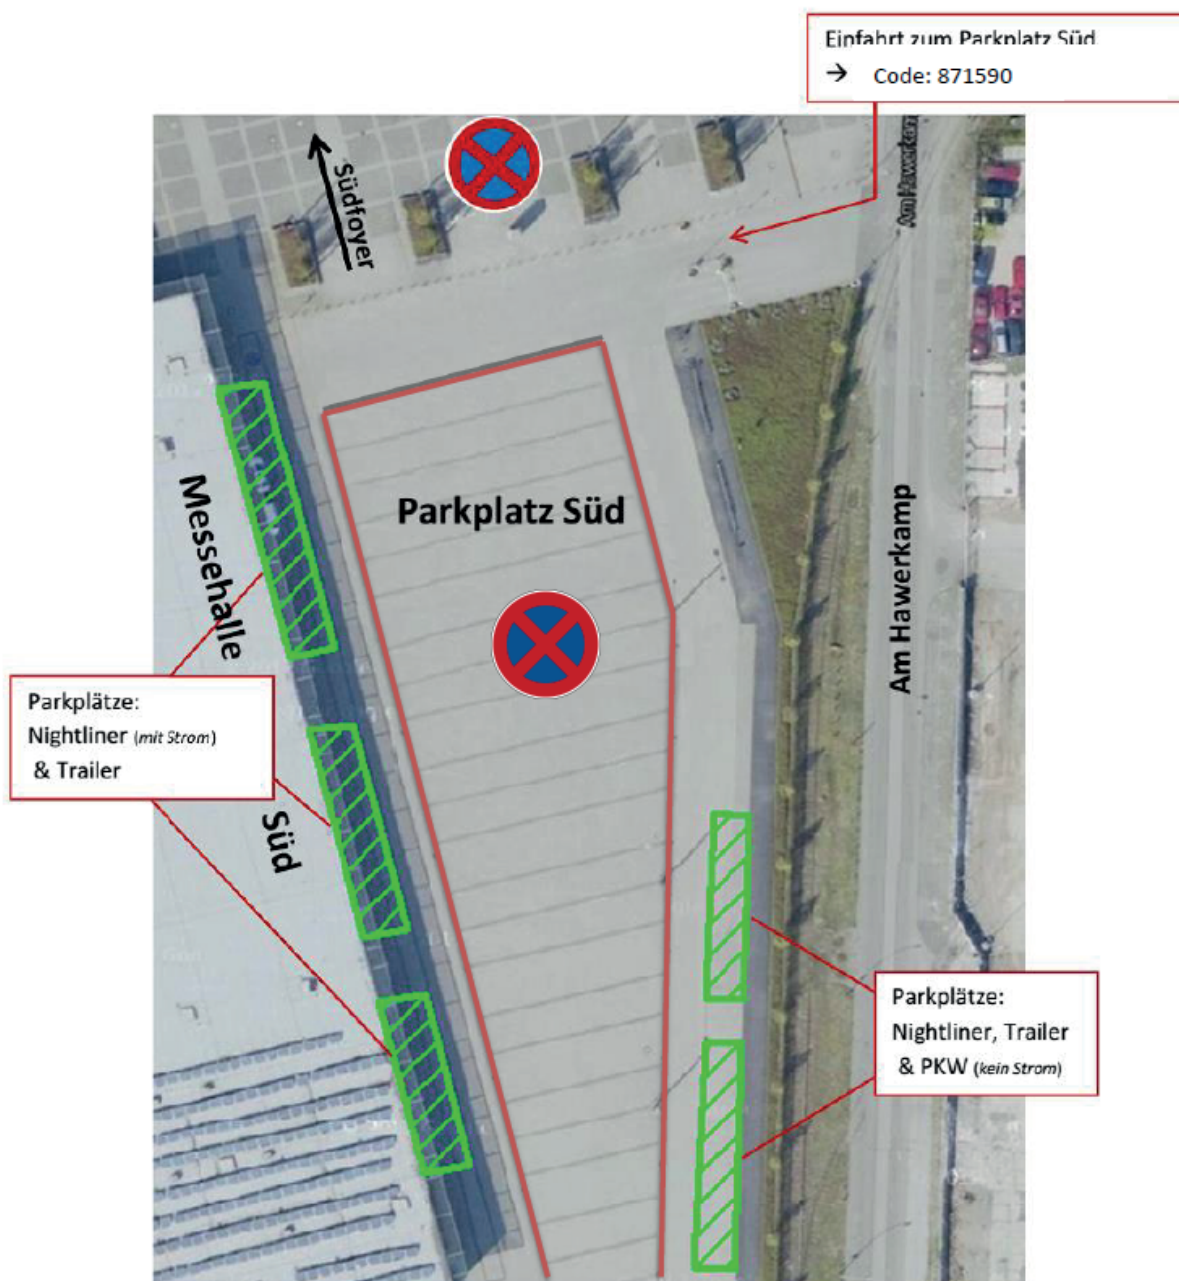 Einfahrt zum Parkplatz Süd
→ Code: 871590
Am Hawerkamp
Südfoyer
Parkplatz Süd
Messehalle
Süd
Am Hawerkamp
Parkplätze:
Nightliner (mit Strom)
& Trailer
Parkplätze:
Nightliner, Trailer
& PKW (kein Strom)